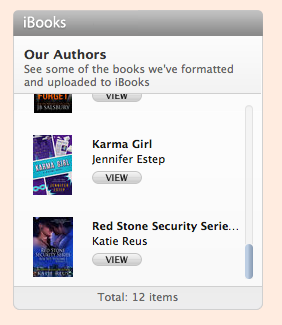 iBooks
Our Authors
See some of the books we've formatted
and uploaded to iBooks
FORGET
JB SALSBURY
VIEW
Karma Girl
Jennifer Estep
VIEW
KARMA GIRL
JENNIFER ESTEP
Red Stone Security Serie...
Katie Reus
VIEW
RED STONE
SECURITY SERIES
KATIE REUS
Total: 12 items